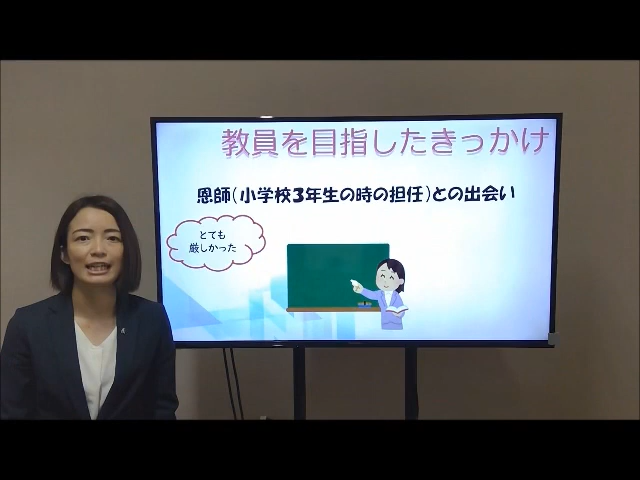 教員を目指したきっかけ
恩師(小学校3年生の時の担任)との出会い
とても
厳しかった